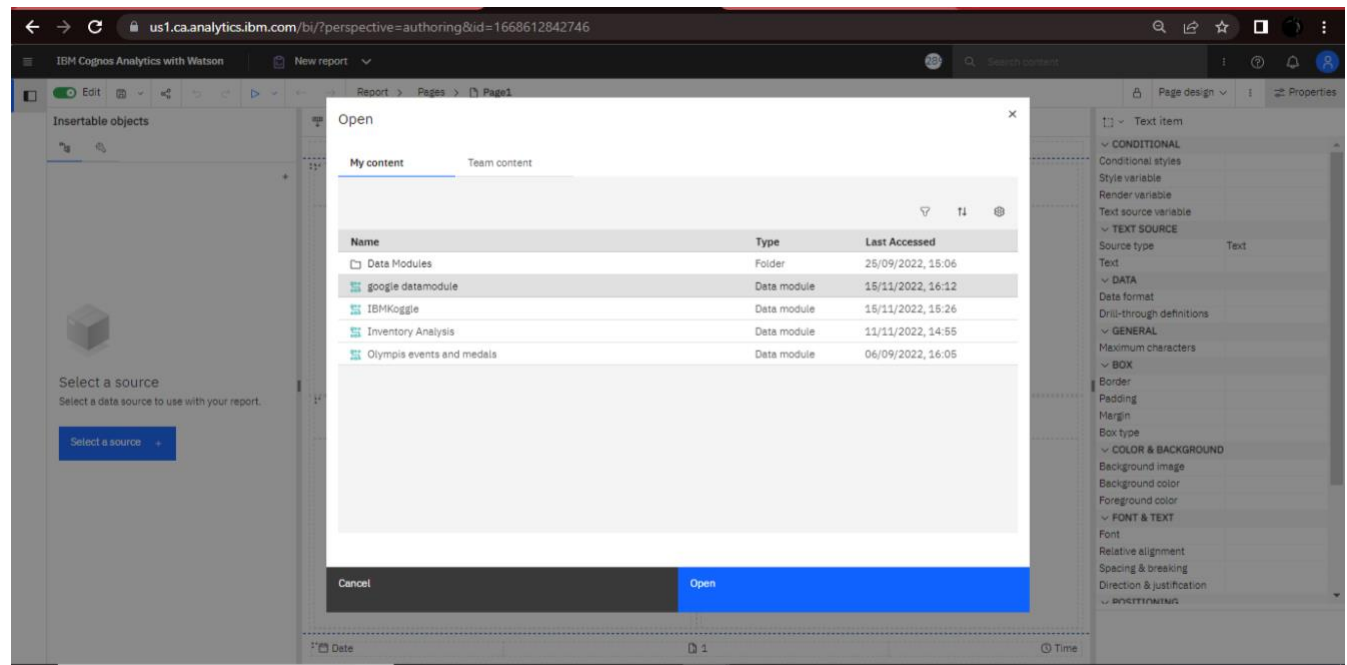 us1.ca.analytics.ibm.com/bi/?perspective=authoring&id=1668612842746
IBM Cognos Analytics with Watson New report Search content
Edit Report > Pages > Page1 Page design Properties
Insertable objects
Select a source
Select a data source to use with your report.
Select a source +
Open
My content Team content
Name Type Last Accessed
Data Modules Folder 25/09/2022, 15:06
google datamodule Data module 15/11/2022, 16:12
IBMKoggle Data module 15/11/2022, 15:26
Inventory Analysis Data module 11/11/2022, 14:55
Olympis events and medals Data module 06/09/2022, 16:05
Cancel Open
Text item
CONDITIONAL
Conditional styles
Style variable
Render variable
Text source variable
TEXT SOURCE
Source type Text
Text
DATA
Data format
Drill-through definitions
GENERAL
Maximum characters
BOX
Border
Padding
Margin
Box type
COLOR & BACKGROUND
Background image
Background color
Foreground color
FONT & TEXT
Font
Relative alignment
Spacing & breaking
Direction & justification
POSITIONING
Date 1 Time